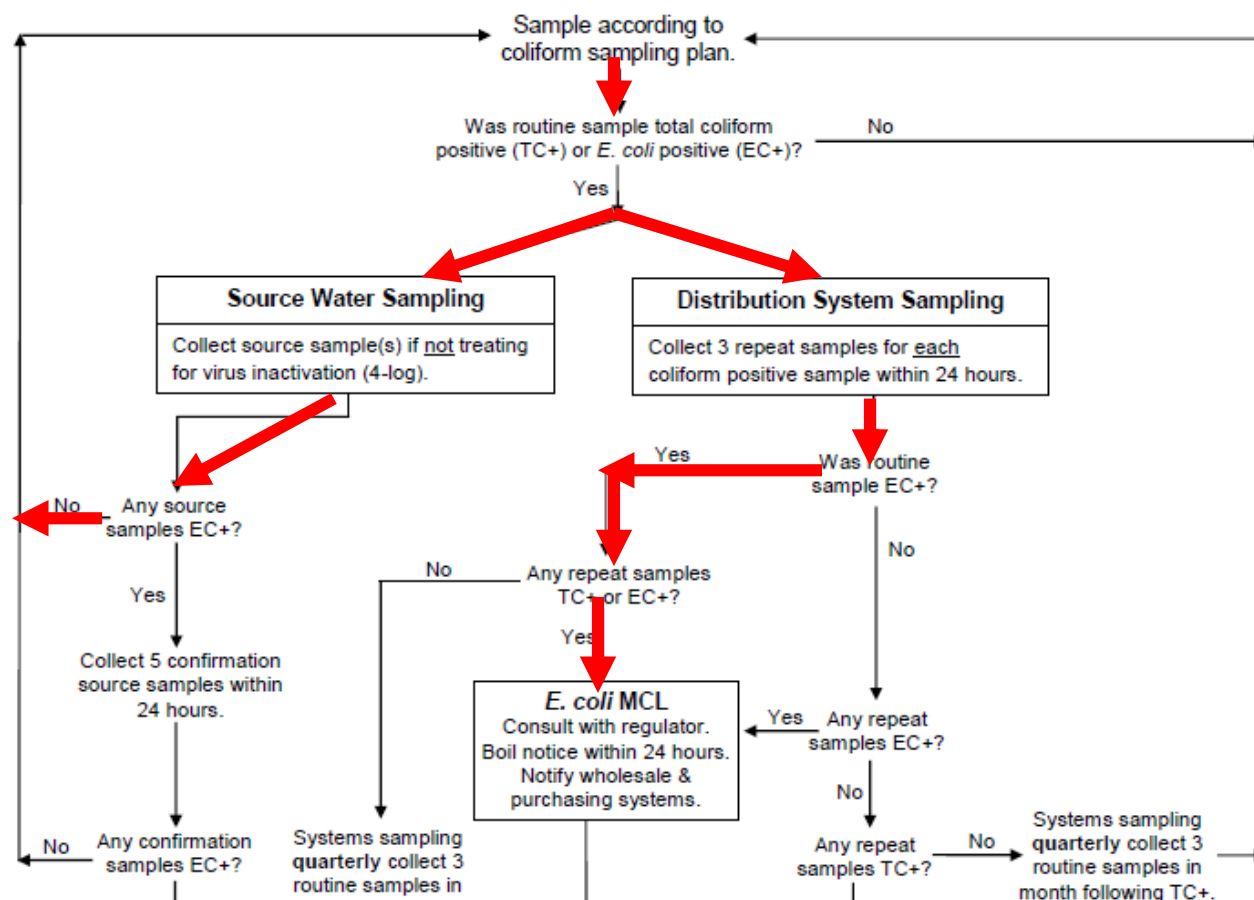 Sample according to
coliform sampling plan.
Was routine sample total coliform
positive (TC+) or E. coli positive (EC+)?
No
Yes
Source Water Sampling
Collect source sample(s) if not treating
for virus inactivation (4-log).
Distribution System Sampling
Collect 3 repeat samples for each
coliform positive sample within 24 hours.
Yes
Was routine
sample EC+?
No
Any source
samples EC+?
No
No
Any repeat samples
TC+ or EC+?
Yes
Yes
Collect 5 confirmation
source samples within
24 hours.
E. coli MCL
Consult with regulator.
Boil notice within 24 hours.
Notify wholesale &
purchasing systems.
Yes
Any repeat
samples EC+?
No
No
Any confirmation
samples EC+?
Systems sampling
quarterly collect 3
routine samples in
Any repeat
samples TC+?
No
Systems sampling
quarterly collect 3
routine samples in
month following TC+.